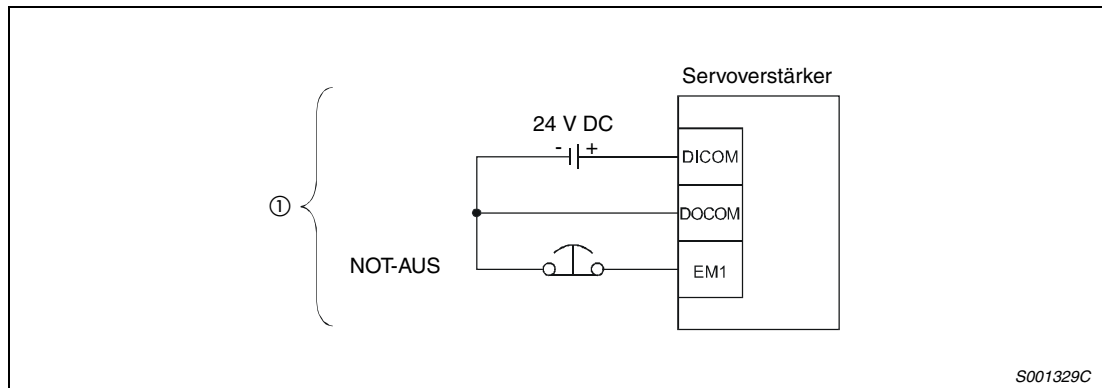 Servoverstärker
24 V DC
- +
DICOM
①
DOCOM
NOT-AUS
EM1
S001329C